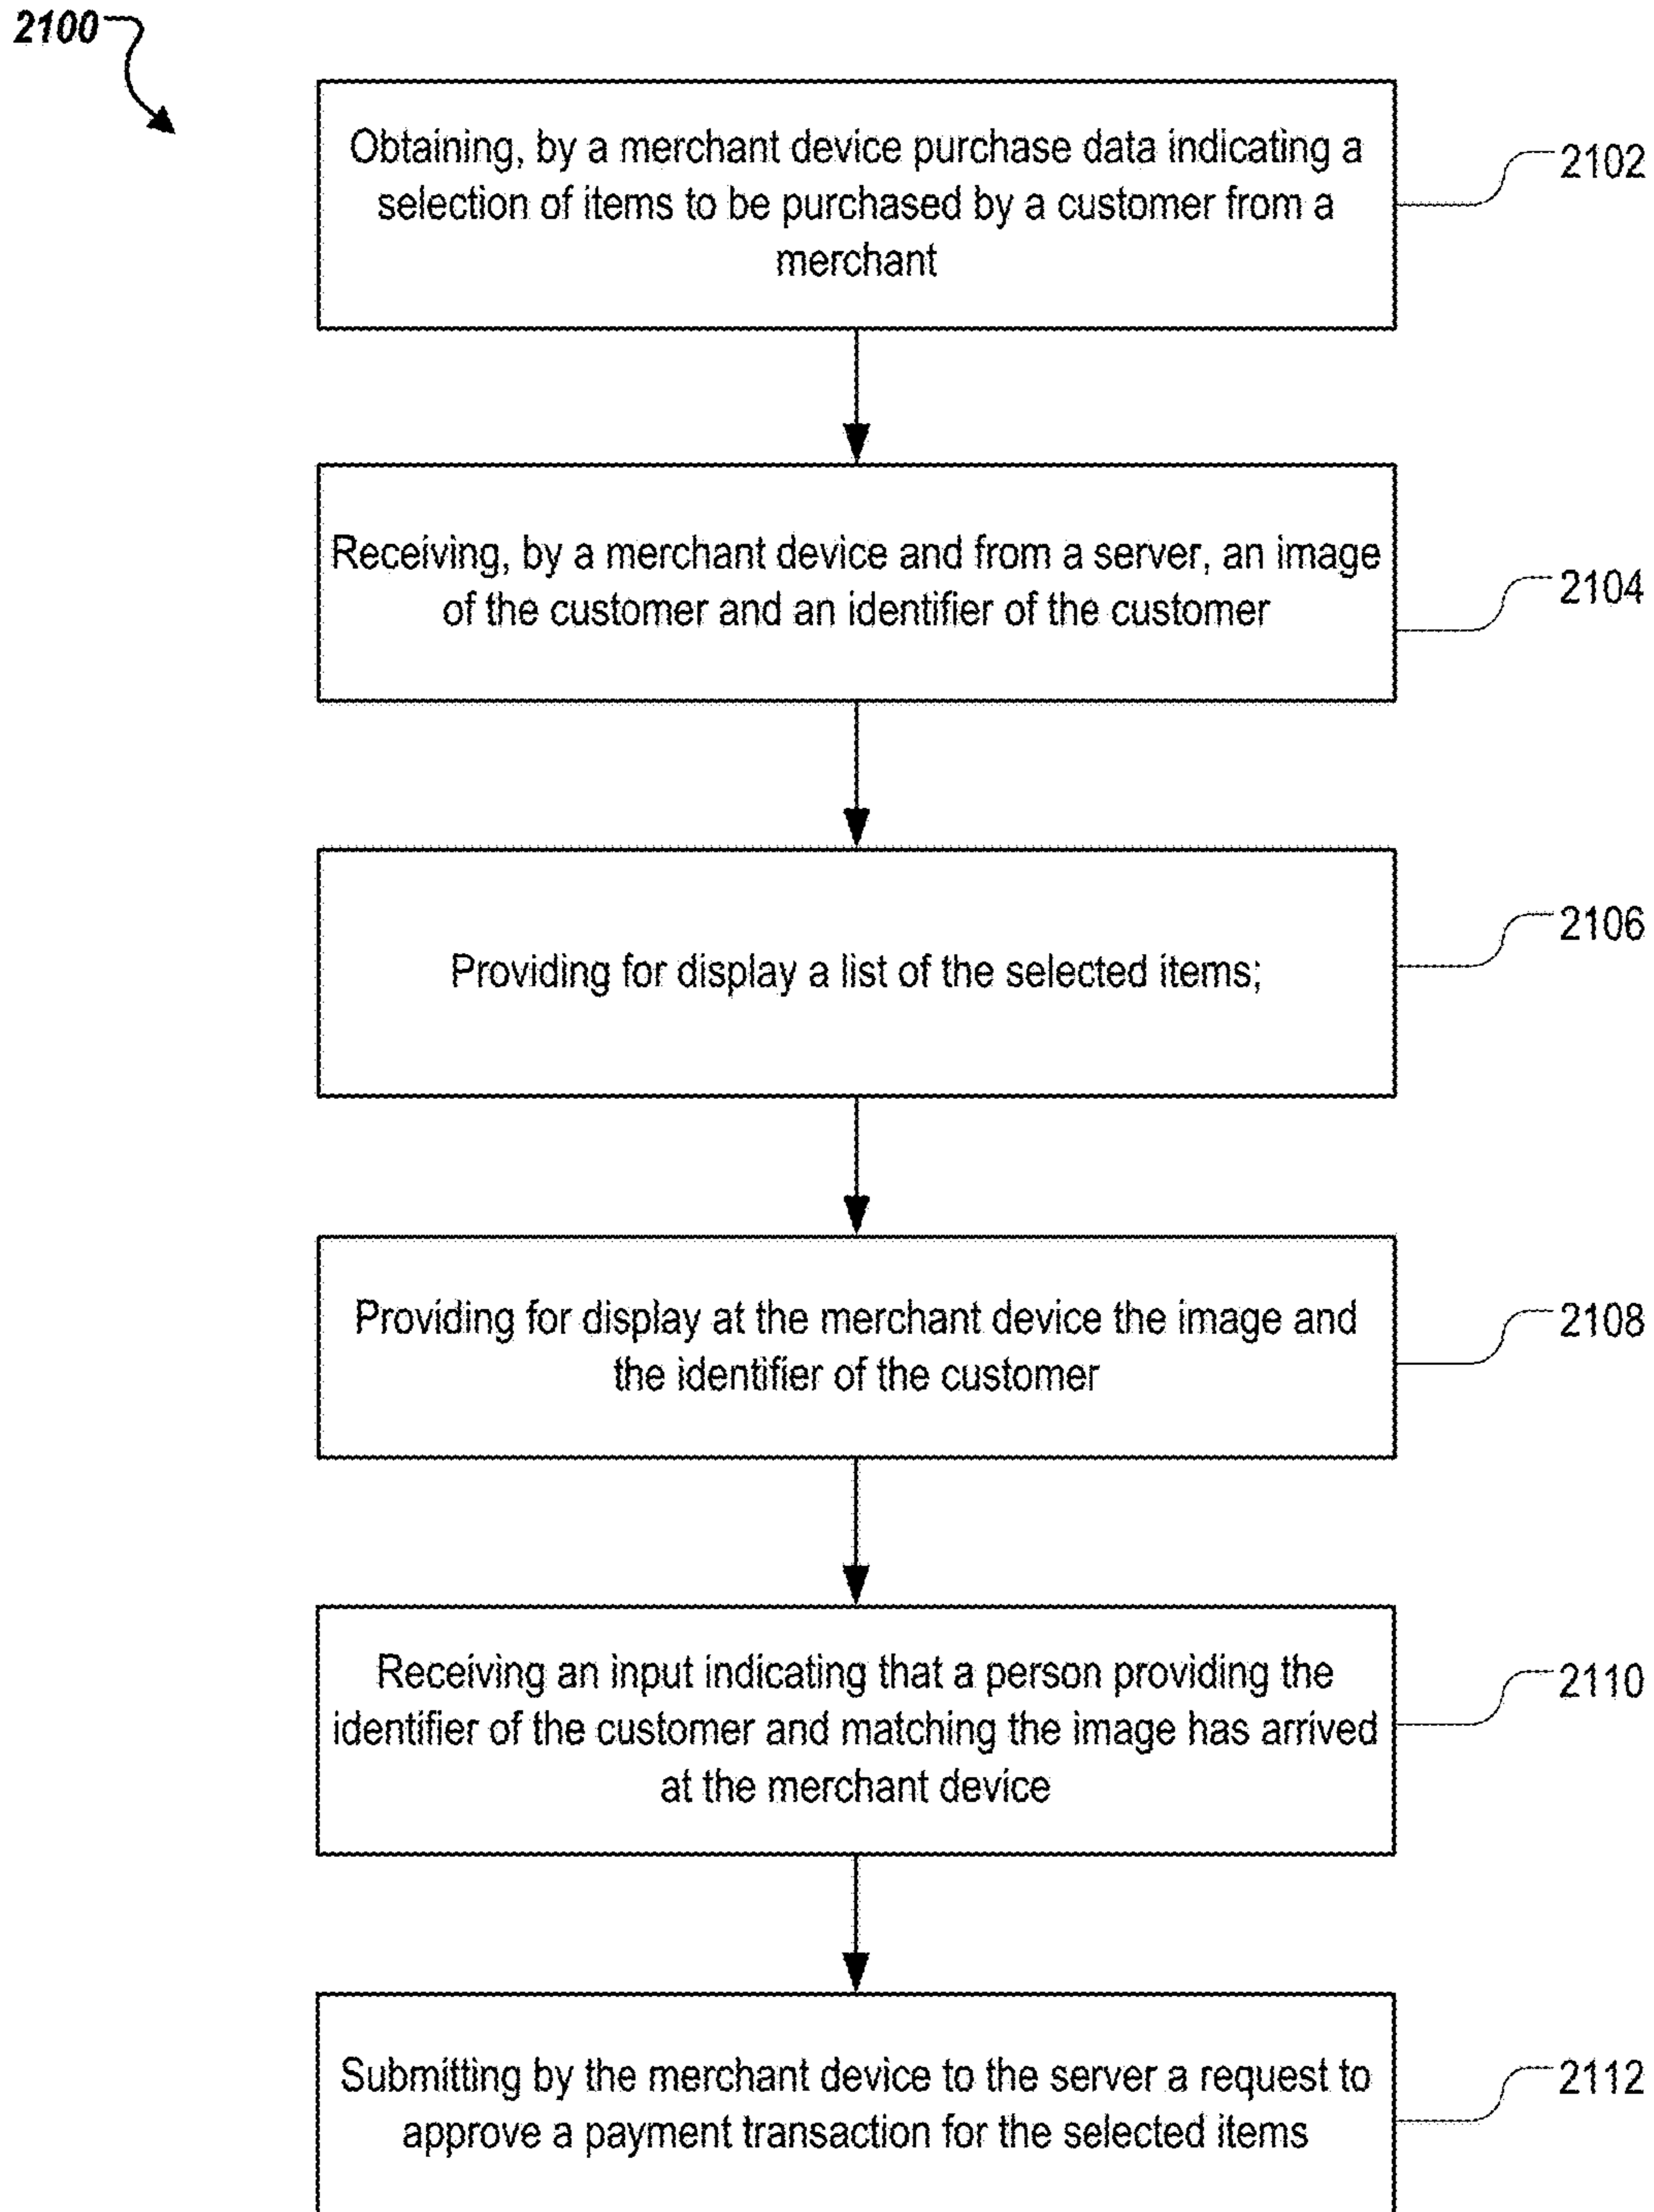 2100
Obtaining, by a merchant device purchase data indicating a
selection of items to be purchased by a customer from a
merchant
2102
Receiving, by a merchant device and from a server, an image
of the customer and an identifier of the customer
2104
Providing for display a list of the selected items;
2106
Providing for display at the merchant device the image and
the identifier of the customer
2108
Receiving an input indicating that a person providing the
identifier of the customer and matching the image has arrived
at the merchant device
2110
Submitting by the merchant device to the server a request to
approve a payment transaction for the selected items
2112